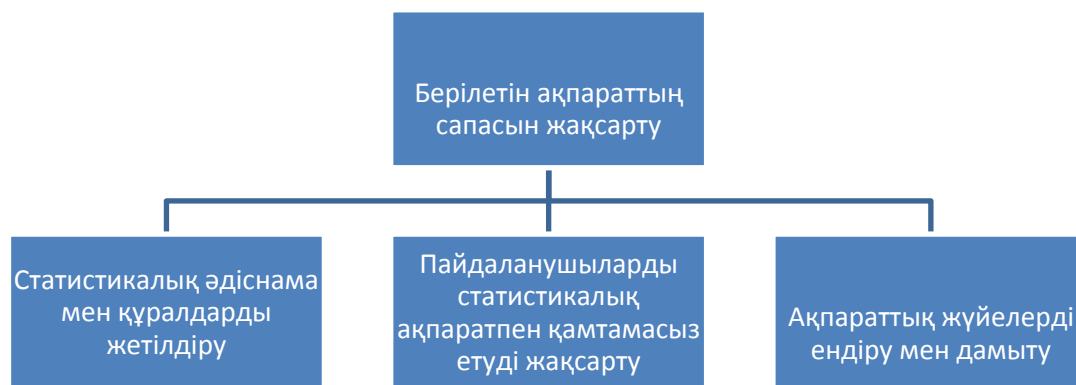 Берілетін ақпараттың
сапасын жақсарту
Статистикалық әдіснама
мен құралдарды
жетілдіру
Пайдаланушыларды
статистикалық
ақпаратпен қамтамасыз
етуді жақсарту
Ақпараттық жүйелерді
ендіру мен дамыту